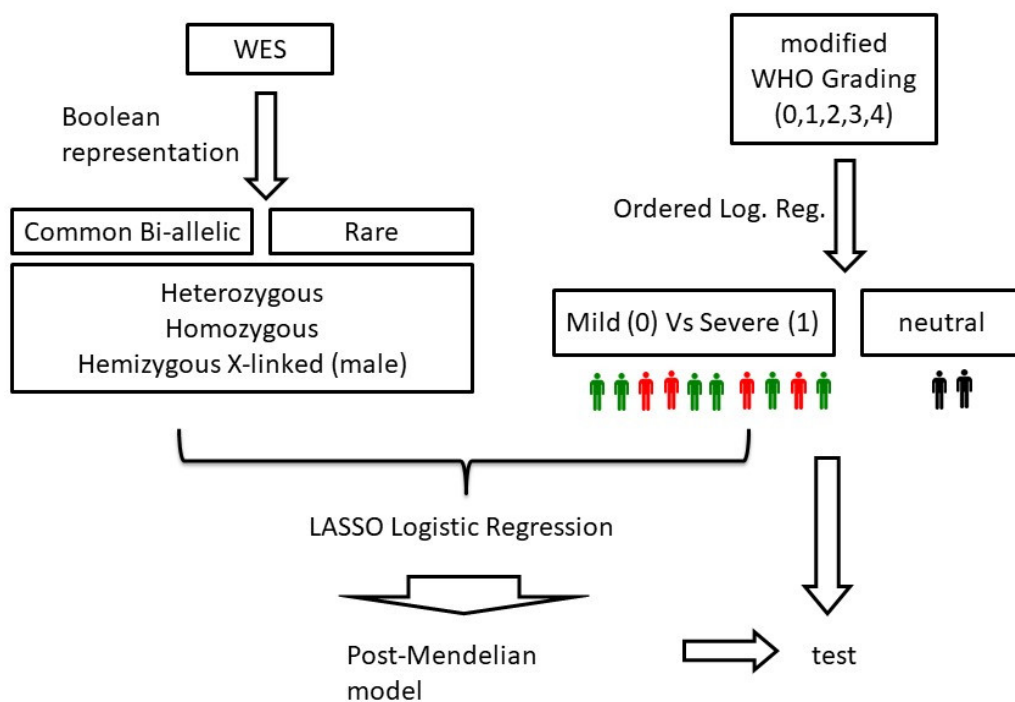 WES
Boolean
representation
Common Bi-allelic
Rare
Heterozygous
Homozygous
Hemizygous X-linked (male)
modified
WHO Grading
(0,1,2,3,4)
Ordered Log. Reg.
Mild (0) Vs Severe (1)
neutral
LASSO Logistic Regression
Post-Mendelian
model
test